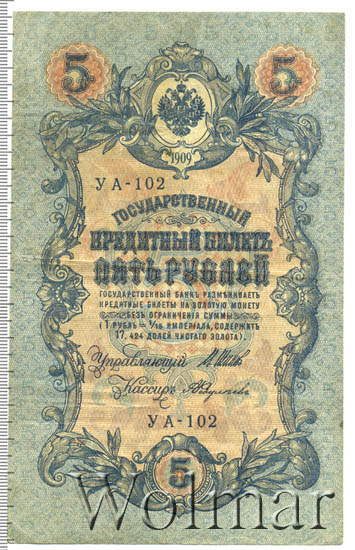 5 5
1909
УА-102
ГОСУДАРСТВЕННЫЙ
КРЕДИТНЫЙ БИЛЕТЪ
ПЯТЬ РУБЛЕЙ
ГОСУДАРСТВЕННЫЙ БАНКЪ РАЗМѢНИВАЕТЪ
КРЕДИТНЫЕ БИЛЕТЫ НА ЗОЛОТУЮ МОНЕТУ
БЕЗЪ ОГРАНИЧЕНІЯ СУММЫ
(1 РУБЛЬ = 1/15 ИМПЕРІАЛА, СОДЕРЖИТЪ
17,424 ДОЛЕЙ ЧИСТАГО ЗОЛОТА).
Управляющій
Кассиръ
УА-102
5
Wolmar